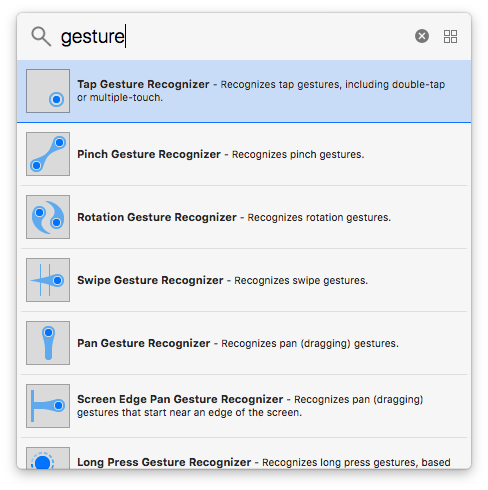 gesture
Tap Gesture Recognizer - Recognizes tap gestures, including double-tap
or multiple-touch.
Pinch Gesture Recognizer - Recognizes pinch gestures.
Rotation Gesture Recognizer - Recognizes rotation gestures.
Swipe Gesture Recognizer - Recognizes swipe gestures.
Pan Gesture Recognizer - Recognizes pan (dragging) gestures.
Screen Edge Pan Gesture Recognizer - Recognizes pan (dragging)
gestures that start near an edge of the screen.
Long Press Gesture Recognizer - Recognizes long press gestures, based